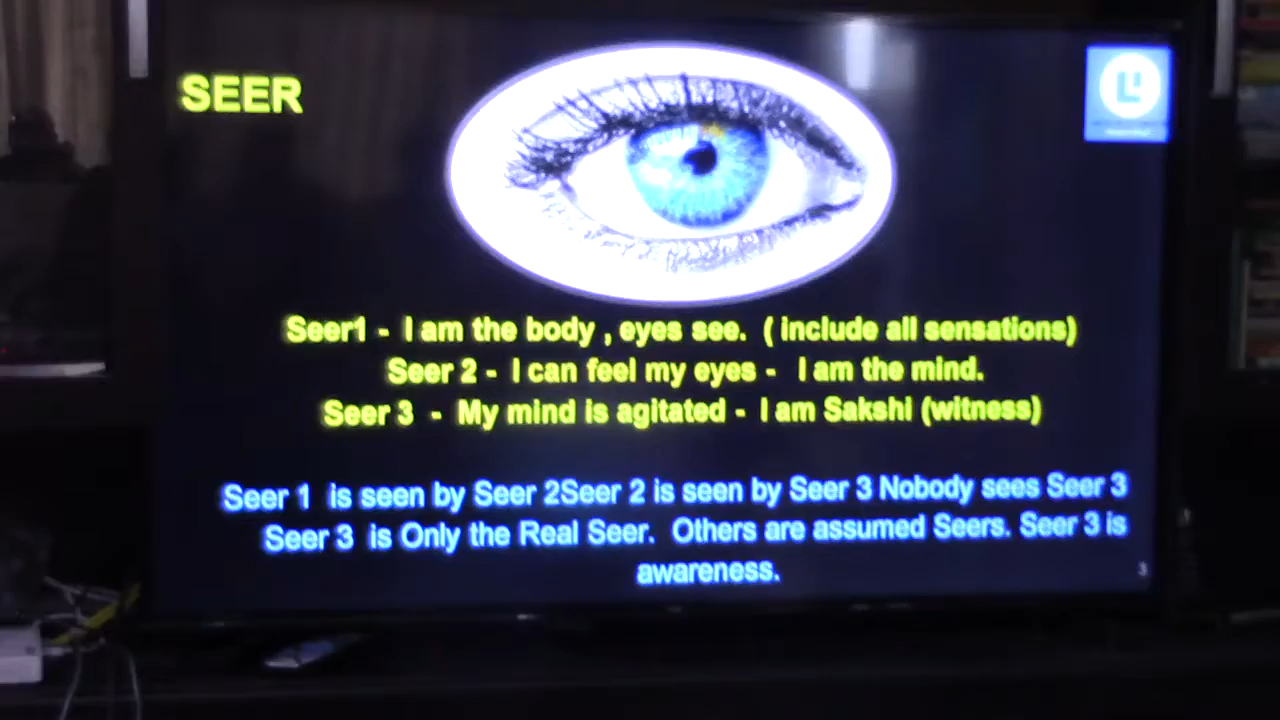 SEER
Seer1 - I am the body , eyes see. ( include all sensations)
Seer 2 - I can feel my eyes - I am the mind.
Seer 3 - My mind is agitated - I am Sakshi (witness)
Seer 1 is seen by Seer 2Seer 2 is seen by Seer 3 Nobody sees Seer 3
Seer 3 is Only the Real Seer. Others are assumed Seers. Seer 3 is
awareness.
3